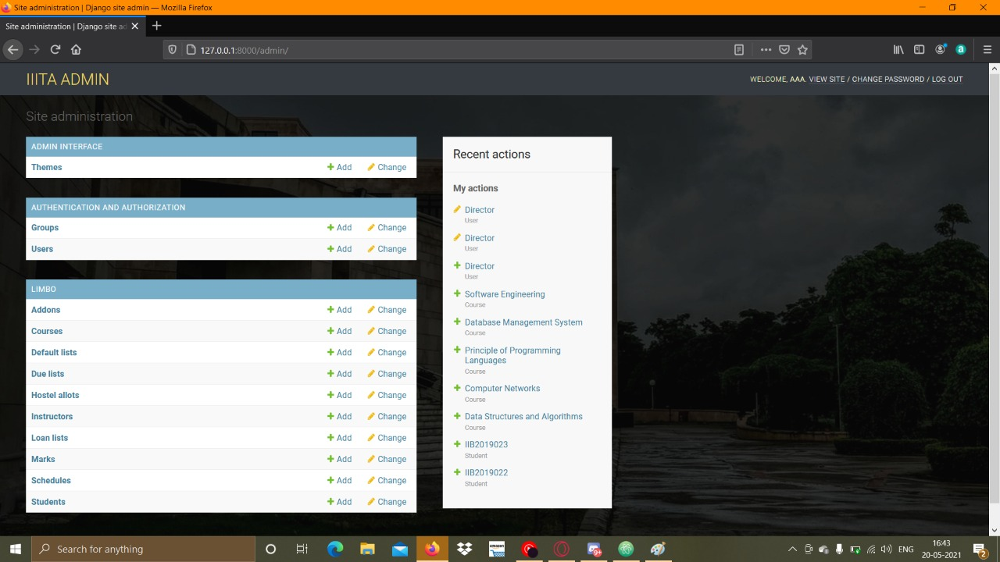 Site administration | Django site admin — Mozilla Firefox
Site administration | Django site ad
127.0.0.1:8000/admin/
IIITA ADMIN
WELCOME, AAA. VIEW SITE / CHANGE PASSWORD / LOG OUT
Site administration
ADMIN INTERFACE
Themes Add Change
AUTHENTICATION AND AUTHORIZATION
Groups Add Change
Users Add Change
LIMBO
Addons Add Change
Courses Add Change
Default lists Add Change
Due lists Add Change
Hostel allots Add Change
Instructors Add Change
Loan lists Add Change
Marks Add Change
Schedules Add Change
Students Add Change
Recent actions
My actions
Director
User
Director
User
Director
User
Software Engineering
Course
Database Management System
Course
Principle of Programming
Languages
Course
Computer Networks
Course
Data Structures and Algorithms
Course
IIB2019023
Student
IIB2019022
Student
Search for anything
amazon
9+
ENG
16:43
20-05-2021
2